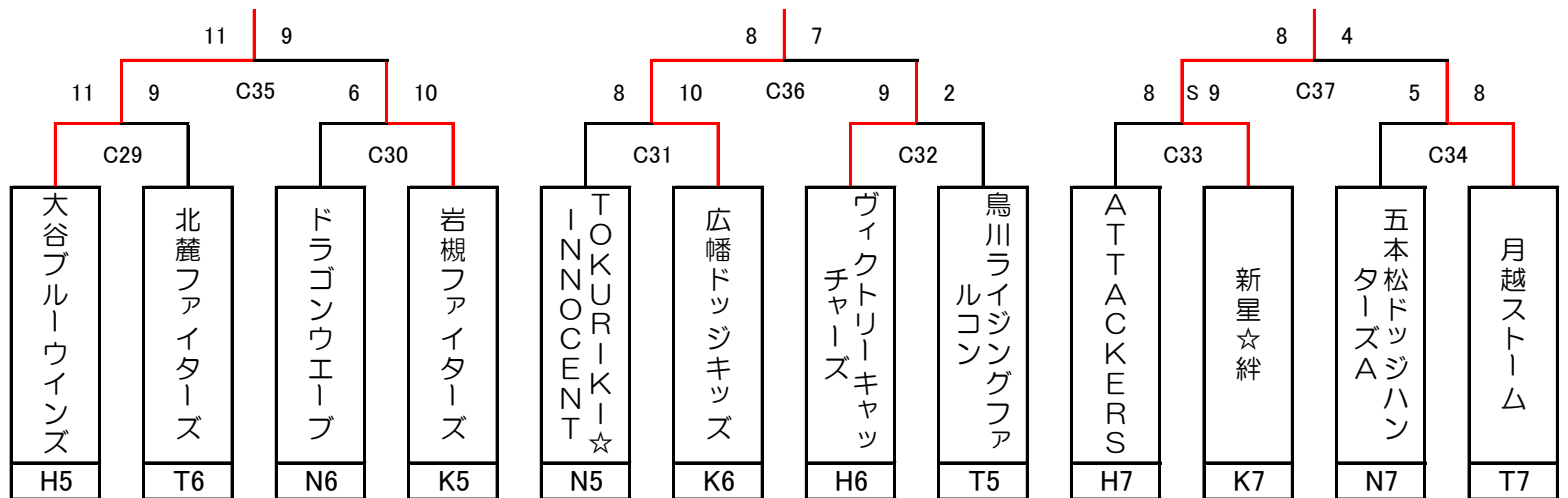 11 9 8 7 8 4
11 9 C35 6 10 8 10 C36 9 2 8 S 9 C37 5 8
C29 C30 C31 C32 C33 C34
大谷ブルーウインズ
北麓ファイターズ
ドラゴンウエーブ
岩槻ファイターズ
TOKURIKI☆
INNOCENT
広幡ドッジキッズ
ヴィクトリーキャッ
チャーズ
鳥川ライジングファ
ルコン
ATTACKERS
新星☆絆
五本松ドッジハン
ターズA
月越ストーム
H5 T6 N6 K5 N5 K6 H6 T5 H7 K7 N7 T7